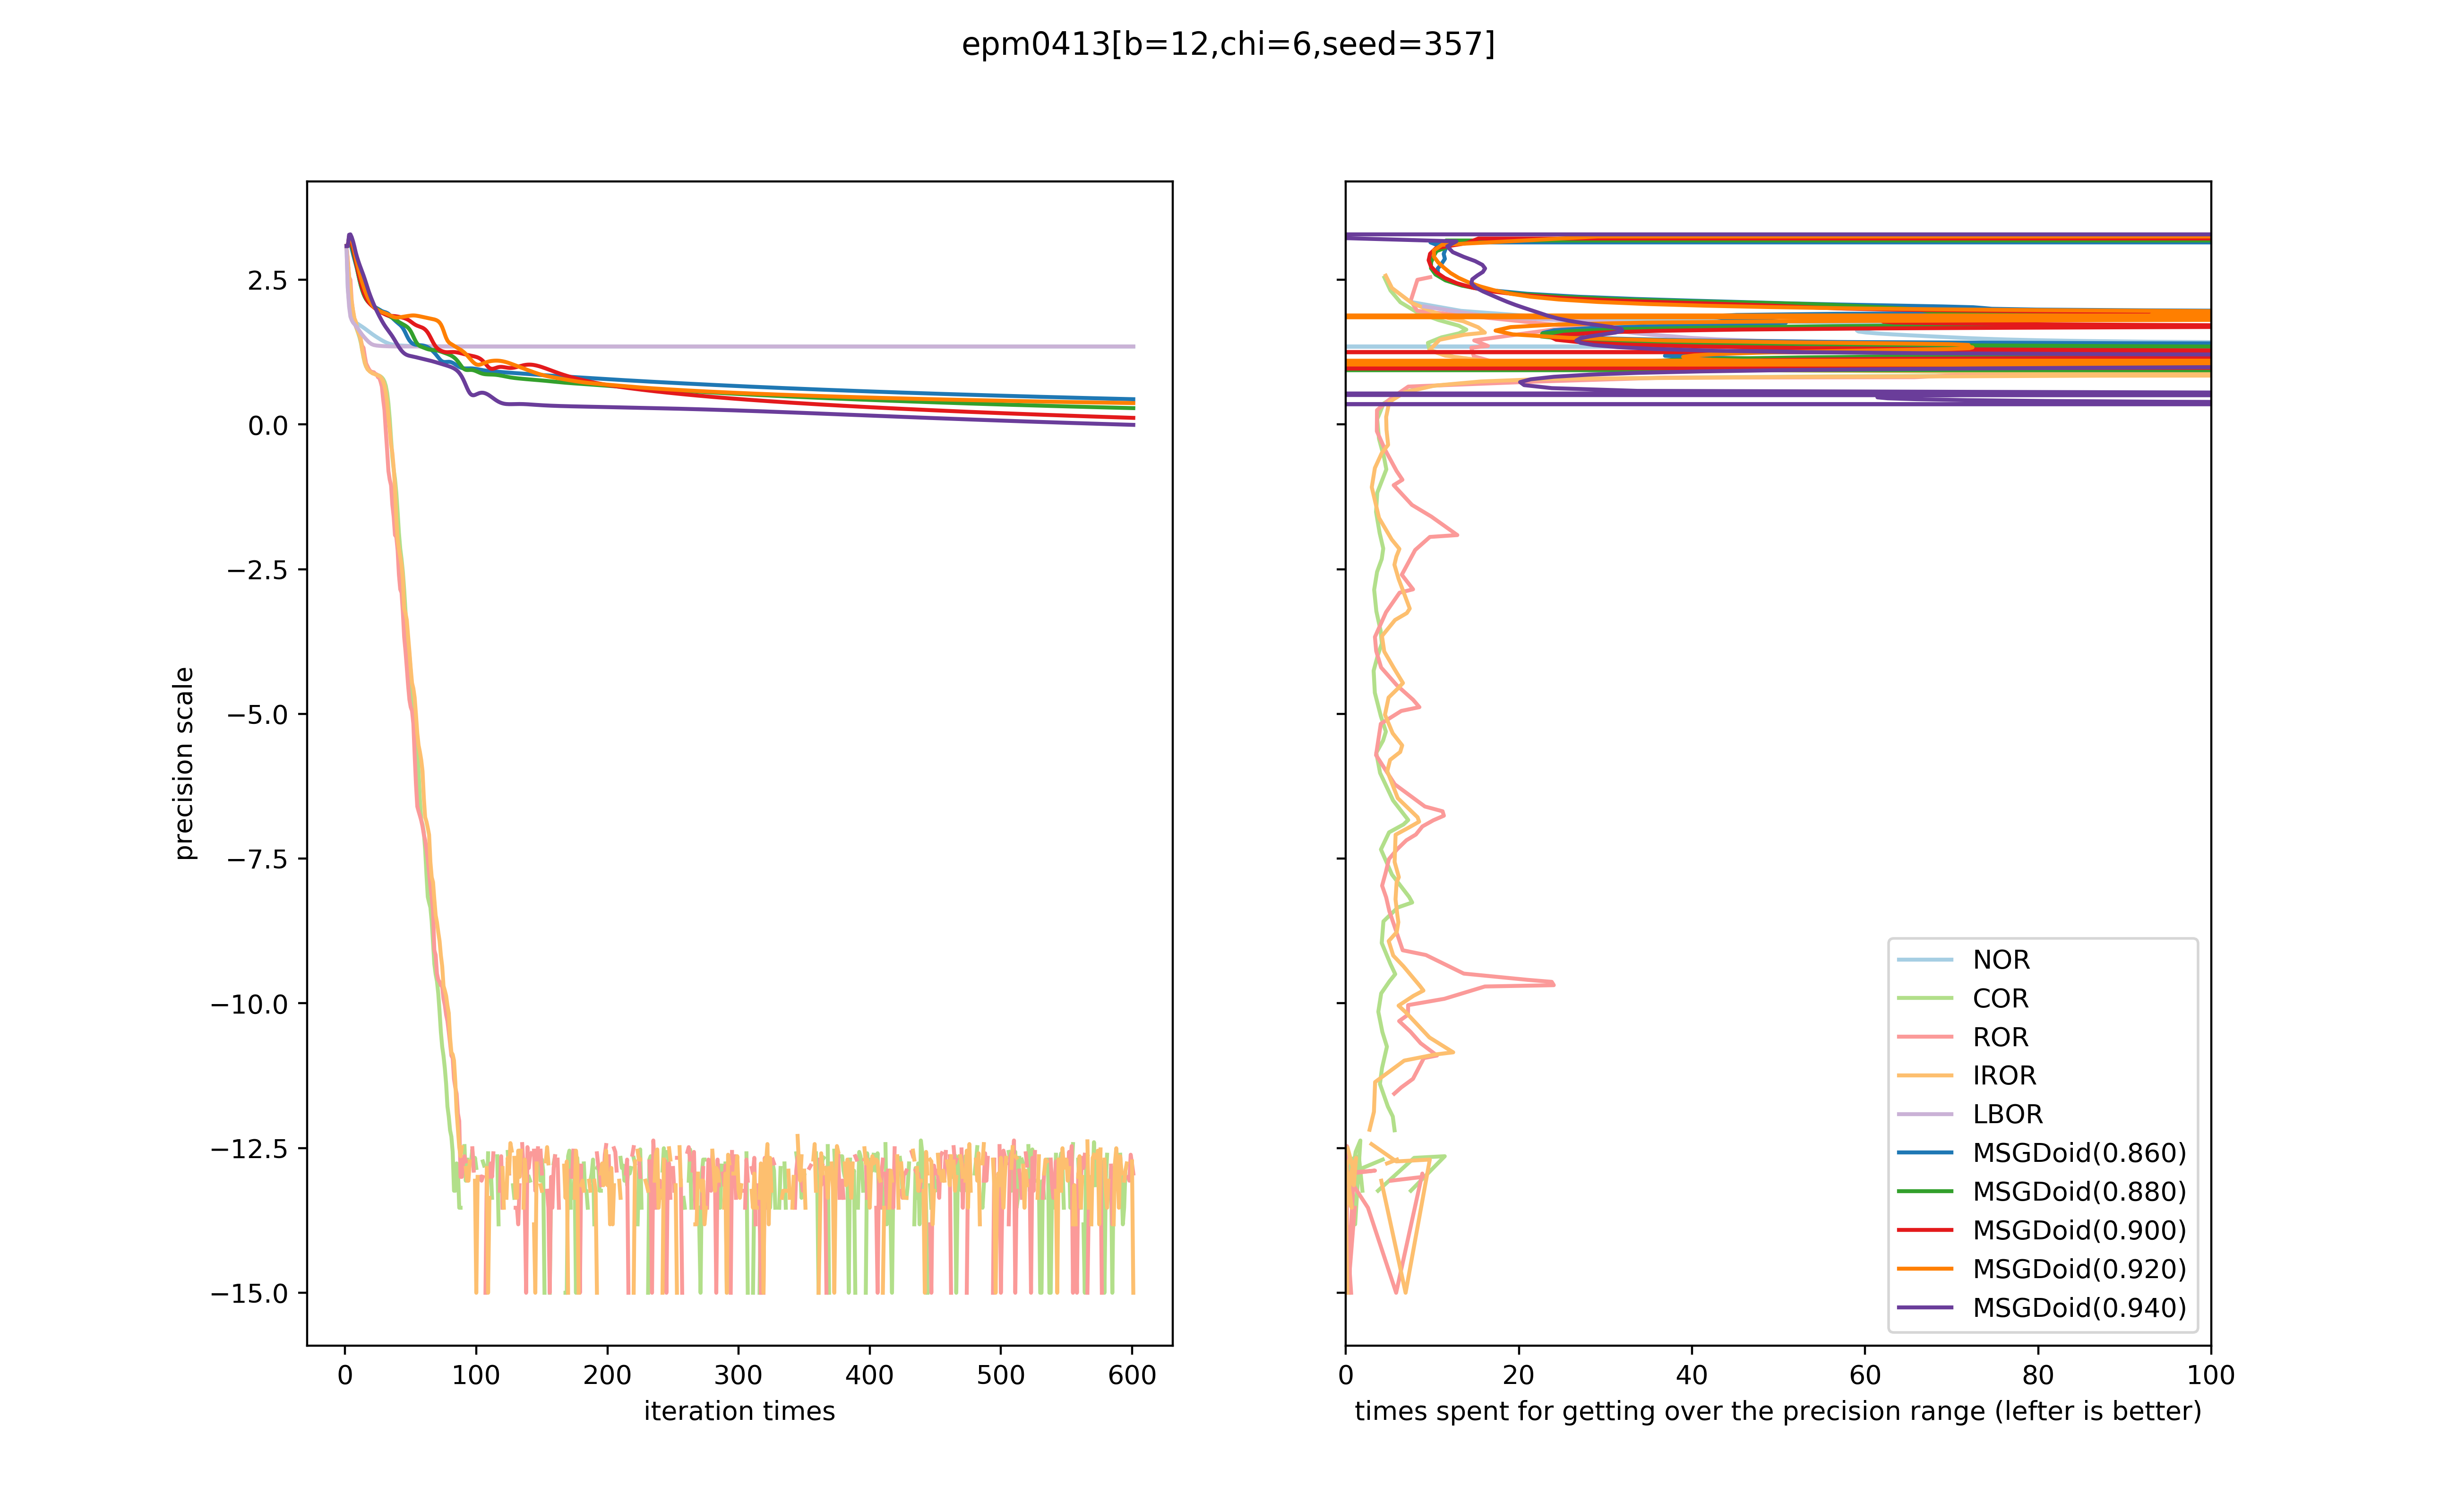 epm0413[b=12,chi=6,seed=357]
precision scale
2.5
0.0
−2.5
−5.0
−7.5
−10.0
−12.5
−15.0
0 100 200 300 400 500 600
iteration times
0 20 40 60 80 100
times spent for getting over the precision range (lefter is better)
NOR
COR
ROR
IROR
LBOR
MSGDoid(0.860)
MSGDoid(0.880)
MSGDoid(0.900)
MSGDoid(0.920)
MSGDoid(0.940)